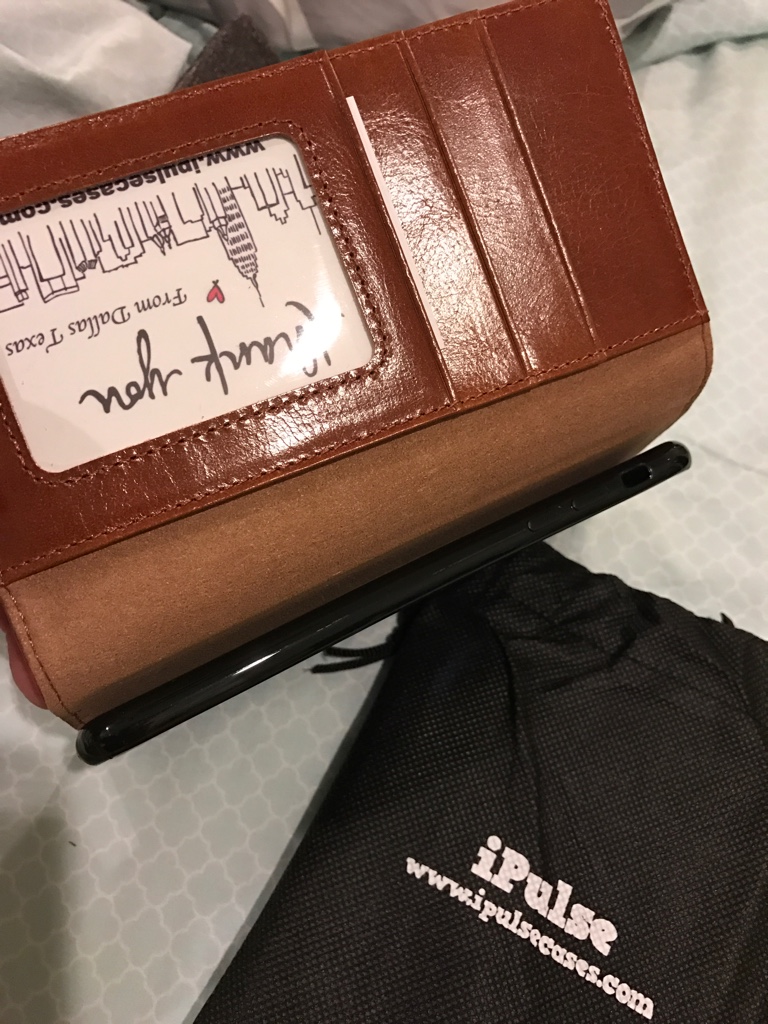 Thank you
From Dallas Texas
www.ipulsecases.com
iPulse
www.ipulsecases.com